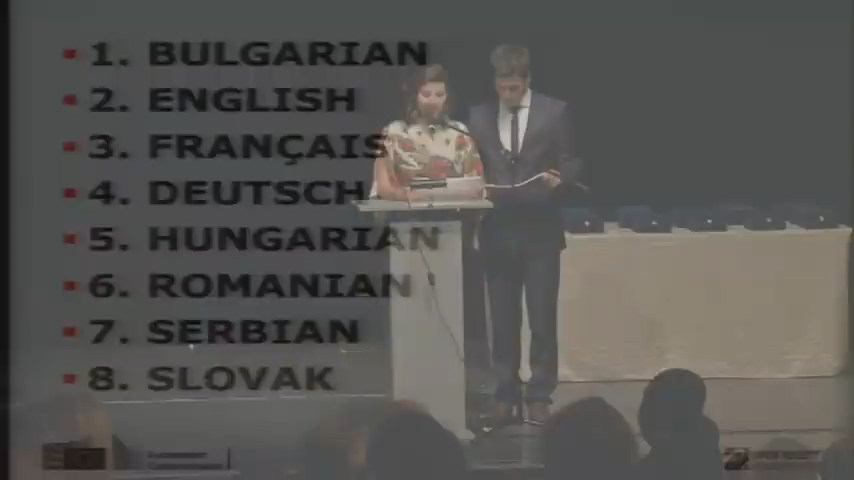 1. BULGARIAN
2. ENGLISH
3. FRANÇAIS
4. DEUTSCH
5. HUNGARIAN
6. ROMANIAN
7. SERBIAN
8. SLOVAK